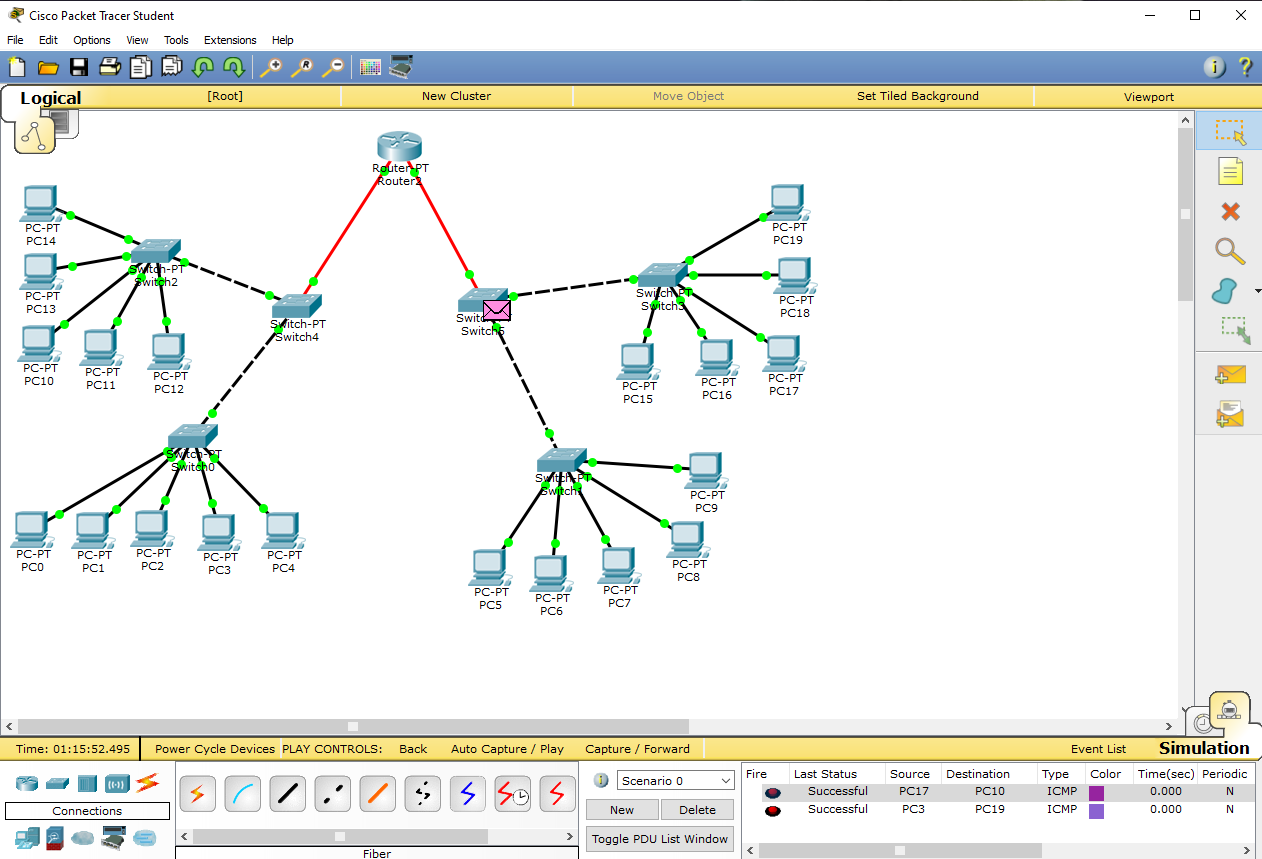 Cisco Packet Tracer Student
File Edit Options View Tools Extensions Help
Logical [Root] New Cluster Move Object Set Tiled Background Viewport
Router-PT
Router2
PC-PT
PC14
PC-PT
PC19
Switch-PT
Switch2
PC-PT
PC13
Switch-PT
Switch3
PC-PT
PC18
Switch-PT
Switch4
Switch5
PC-PT
PC10
PC-PT
PC11
PC-PT
PC12
PC-PT
PC15
PC-PT
PC16
PC-PT
PC17
Switch-PT
Switch0
Switch-PT
PC-PT
PC9
PC-PT
PC0
PC-PT
PC1
PC-PT
PC2
PC-PT
PC3
PC-PT
PC4
PC-PT
PC5
PC-PT
PC6
PC-PT
PC7
PC-PT
PC8
Time: 01:15:52.495 Power Cycle Devices PLAY CONTROLS: Back Auto Capture / Play Capture / Forward Event List Simulation
Connections
Fiber
Scenario 0
New Delete
Toggle PDU List Window
Fire Last Status Source Destination Type Color Time(sec) Periodic
Successful PC17 PC10 ICMP 0.000 N
Successful PC3 PC19 ICMP 0.000 N